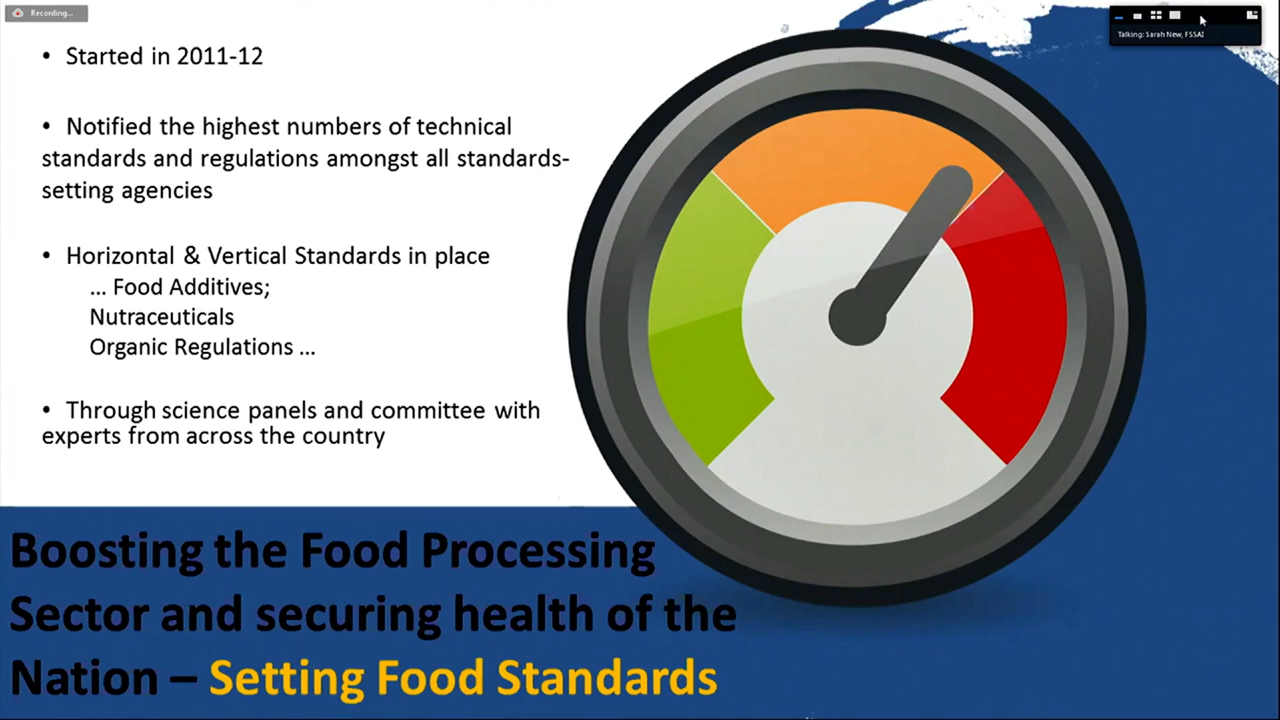 Recording...
Talking: Sarah New, FSSAI
• Started in 2011-12
• Notified the highest numbers of technical
standards and regulations amongst all standards-
setting agencies
• Horizontal & Vertical Standards in place
... Food Additives;
Nutraceuticals
Organic Regulations ...
• Through science panels and committee with
experts from across the country
Boosting the Food Processing
Sector and securing health of the
Nation – Setting Food Standards